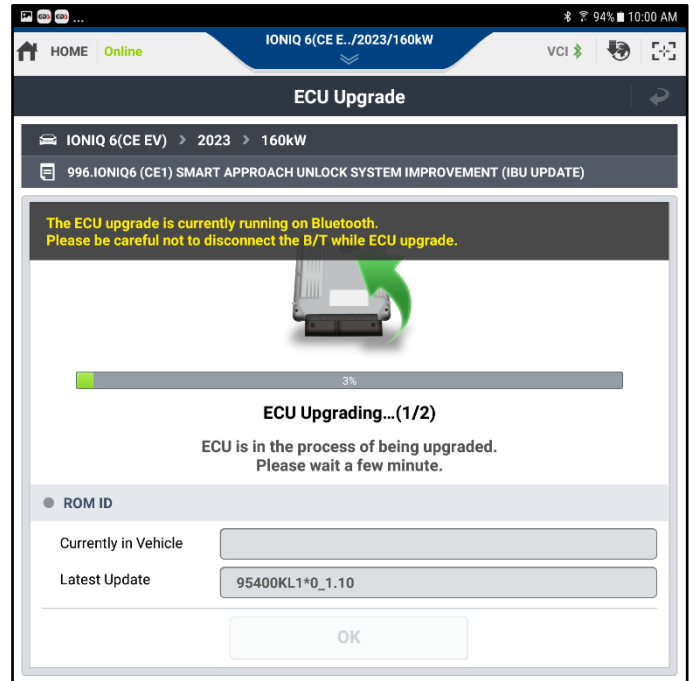 ... 94% 10:00 AM
HOME Online IONIQ 6(CE E../2023/160kW VCI
ECU Upgrade
IONIQ 6(CE EV) > 2023 > 160kW
996.IONIQ6 (CE1) SMART APPROACH UNLOCK SYSTEM IMPROVEMENT (IBU UPDATE)
The ECU upgrade is currently running on Bluetooth.
Please be careful not to disconnect the B/T while ECU upgrade.
3%
ECU Upgrading...(1/2)
ECU is in the process of being upgraded.
Please wait a few minute.
ROM ID
Currently in Vehicle
Latest Update 95400KL1*0_1.10
OK